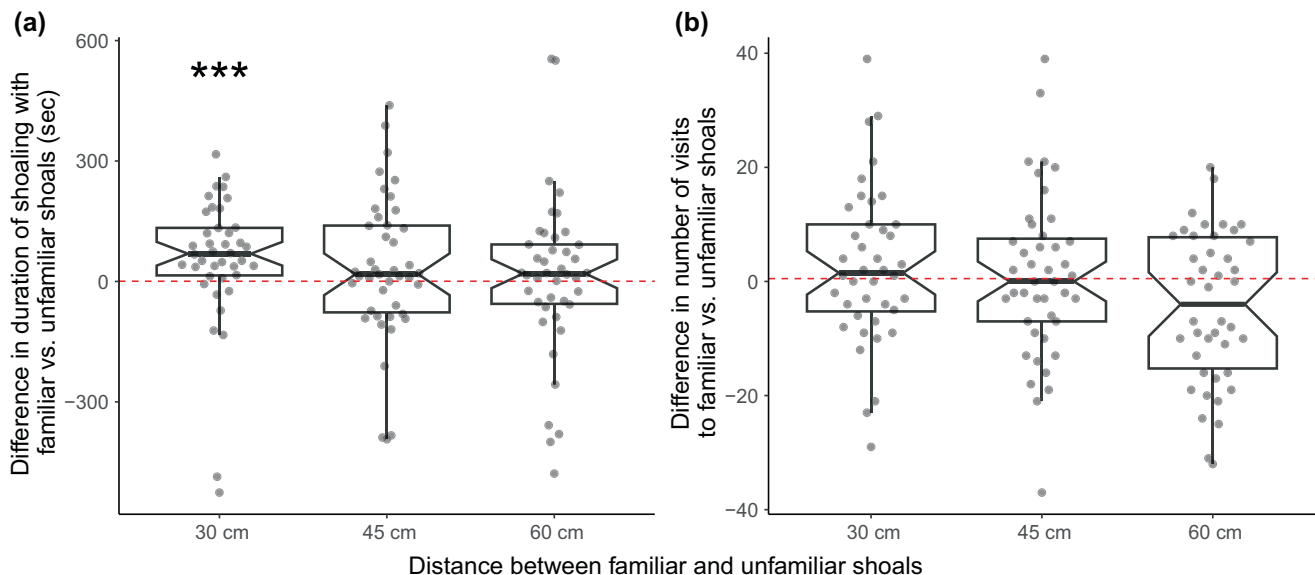 (a)
Difference in duration of shoaling with
familiar vs. unfamiliar shoals (sec)
600
300
0
−300
***
30 cm
45 cm
60 cm
(b)
Difference in number of visits
to familiar vs. unfamiliar shoals
40
20
0
−20
−40
30 cm
45 cm
60 cm
Distance between familiar and unfamiliar shoals